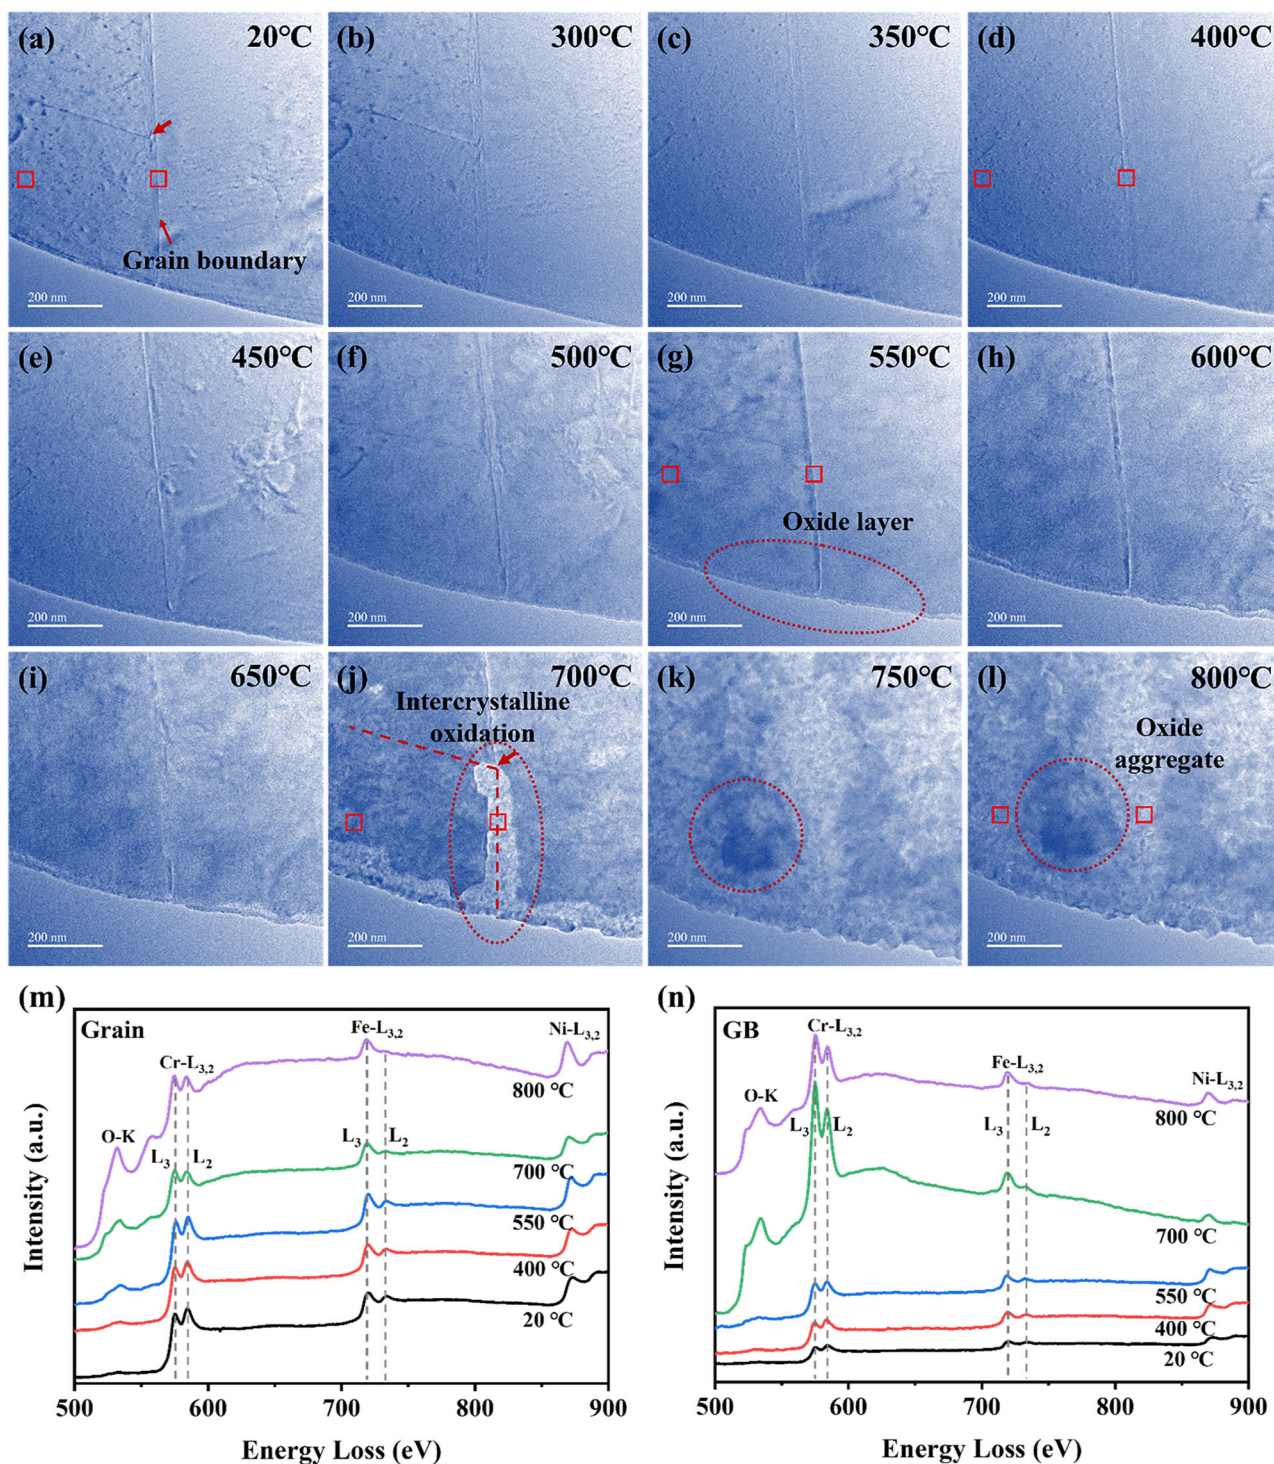 (a) 20°C
(b) 300°C
(c) 350°C
(d) 400°C
Grain boundary
200 nm
200 nm
200 nm
200 nm
(e) 450°C
(f) 500°C
(g) 550°C
(h) 600°C
Oxide layer
200 nm
200 nm
200 nm
200 nm
(i) 650°C
(j) 700°C
(k) 750°C
(l) 800°C
Intercrystalline
oxidation
Oxide
aggregate
200 nm
200 nm
200 nm
200 nm
(m)
Grain
Fe-L3,2
Ni-L3,2
Cr-L3,2
800 °C
O-K
L3 L2
L3 L2
700 °C
550 °C
400 °C
20 °C
Intensity (a.u.)
500 600 700 800 900
Energy Loss (eV)
(n)
GB
Cr-L3,2
Fe-L3,2
Ni-L3,2
O-K
800 °C
L3 L2
L3 L2
700 °C
550 °C
400 °C
20 °C
Intensity (a.u.)
500 600 700 800 900
Energy Loss (eV)